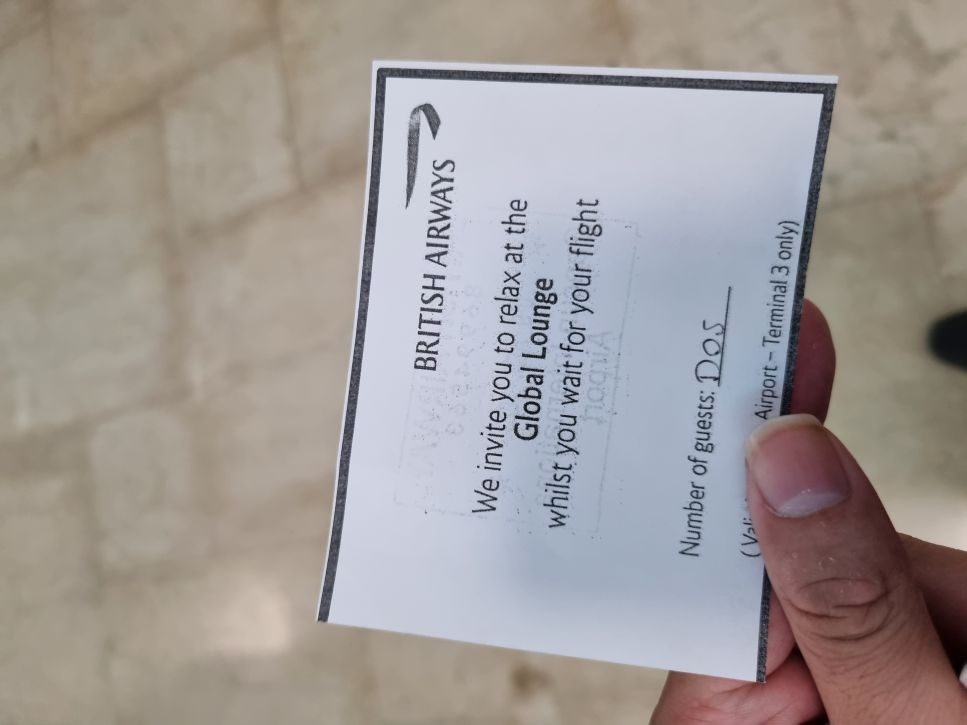 BRITISH AIRWAYS
We invite you to relax at the
Global Lounge
whilst you wait for your flight
Number of guests: DOS
Airport - Terminal 3 only)